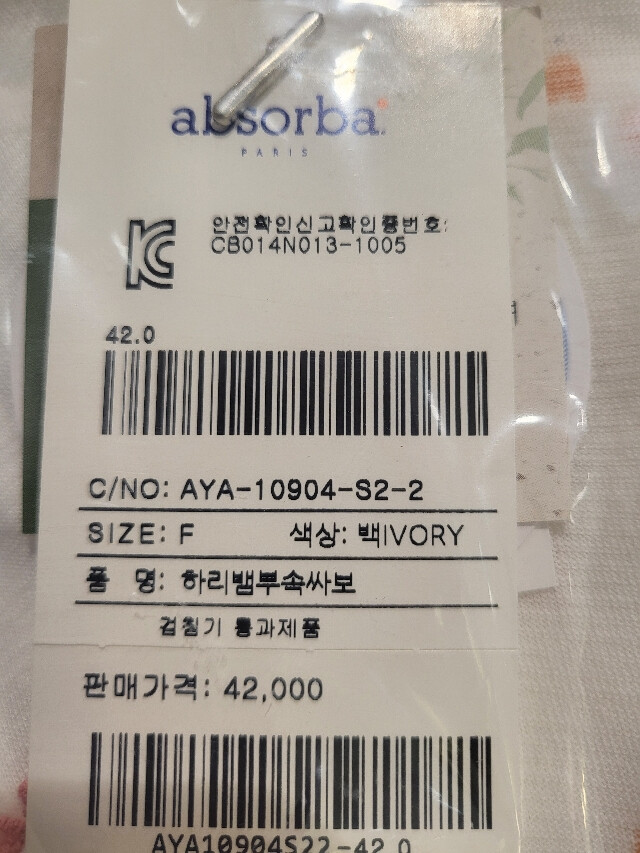 absorba
PARIS
안전확인신고확인증번호:
CB014N013-1005
42.0
C/NO: AYA-10904-S2-2
SIZE: F 색상: 백IVORY
품 명: 하리뱀부속싸보
검침기 통과제품
판매가격: 42,000
AYA10904S22-42.0